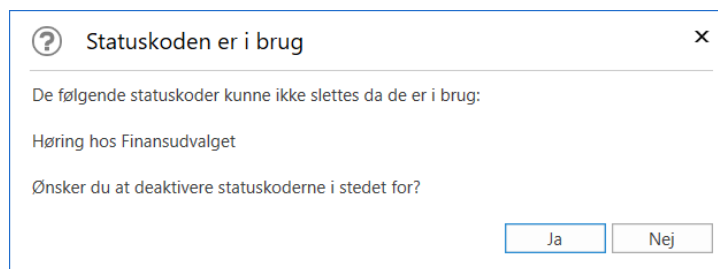 Statuskoden er i brug
De følgende statuskoder kunne ikke slettes da de er i brug:
Høring hos Finansudvalget
Ønsker du at deaktivere statuskoderne i stedet for?
Ja Nej